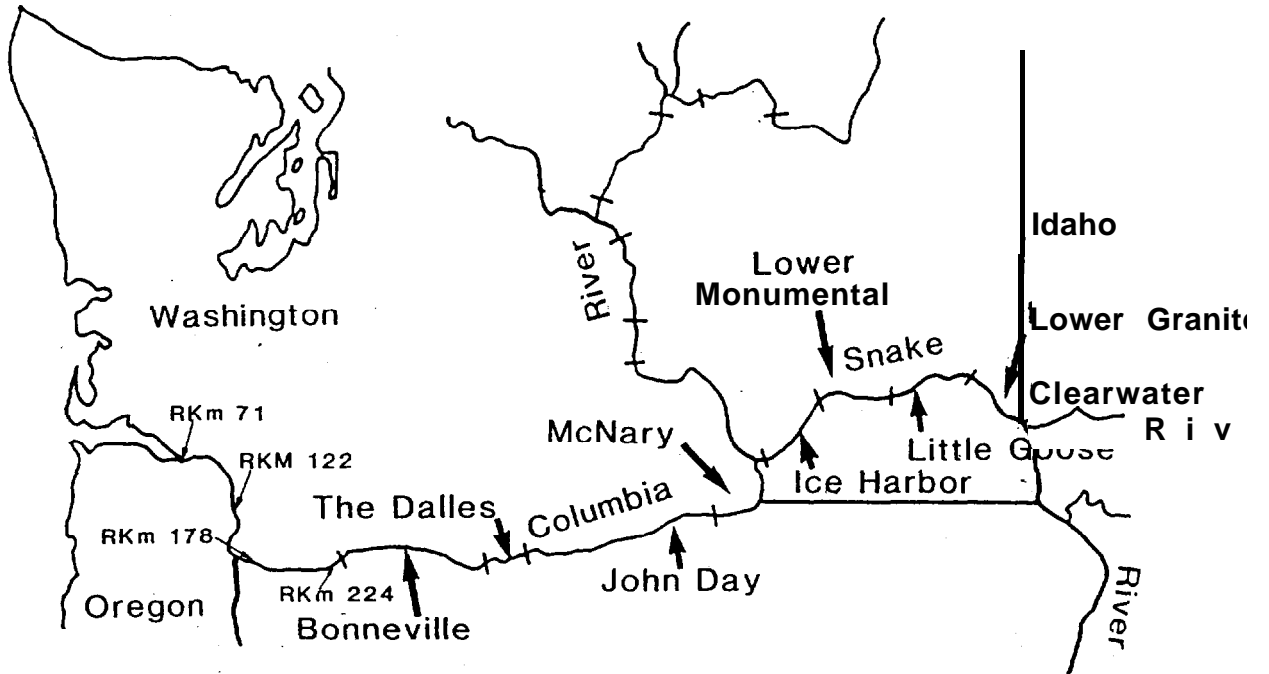 Idaho
River
Lower
Monumental
Washington
Lower Granite
Snake
Clearwater
RKm 71
McNary
R i v
Little Goose
RKM 122
Ice Harbor
The Dalles
Columbia
RKm 178
John Day
River
RKm 224
Oregon
Bonneville